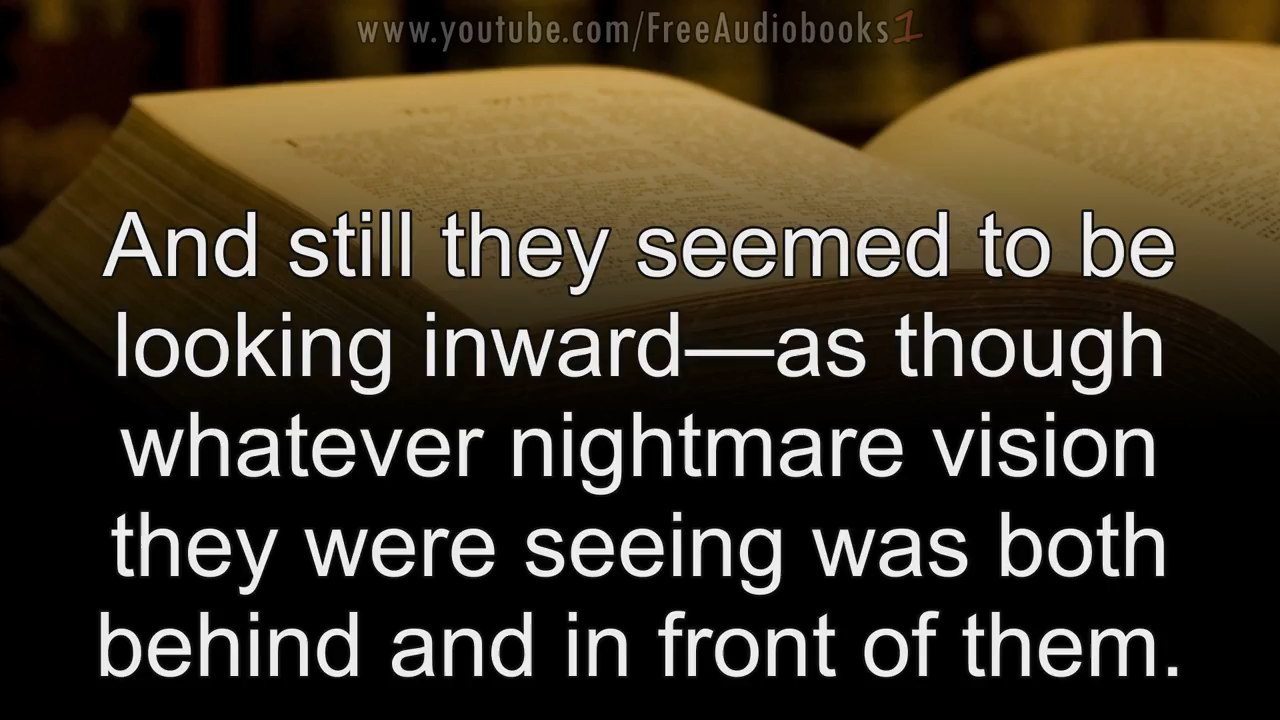 www.youtube.com/FreeAudiobooks1
And still they seemed to be
looking inward—as though
whatever nightmare vision
they were seeing was both
behind and in front of them.